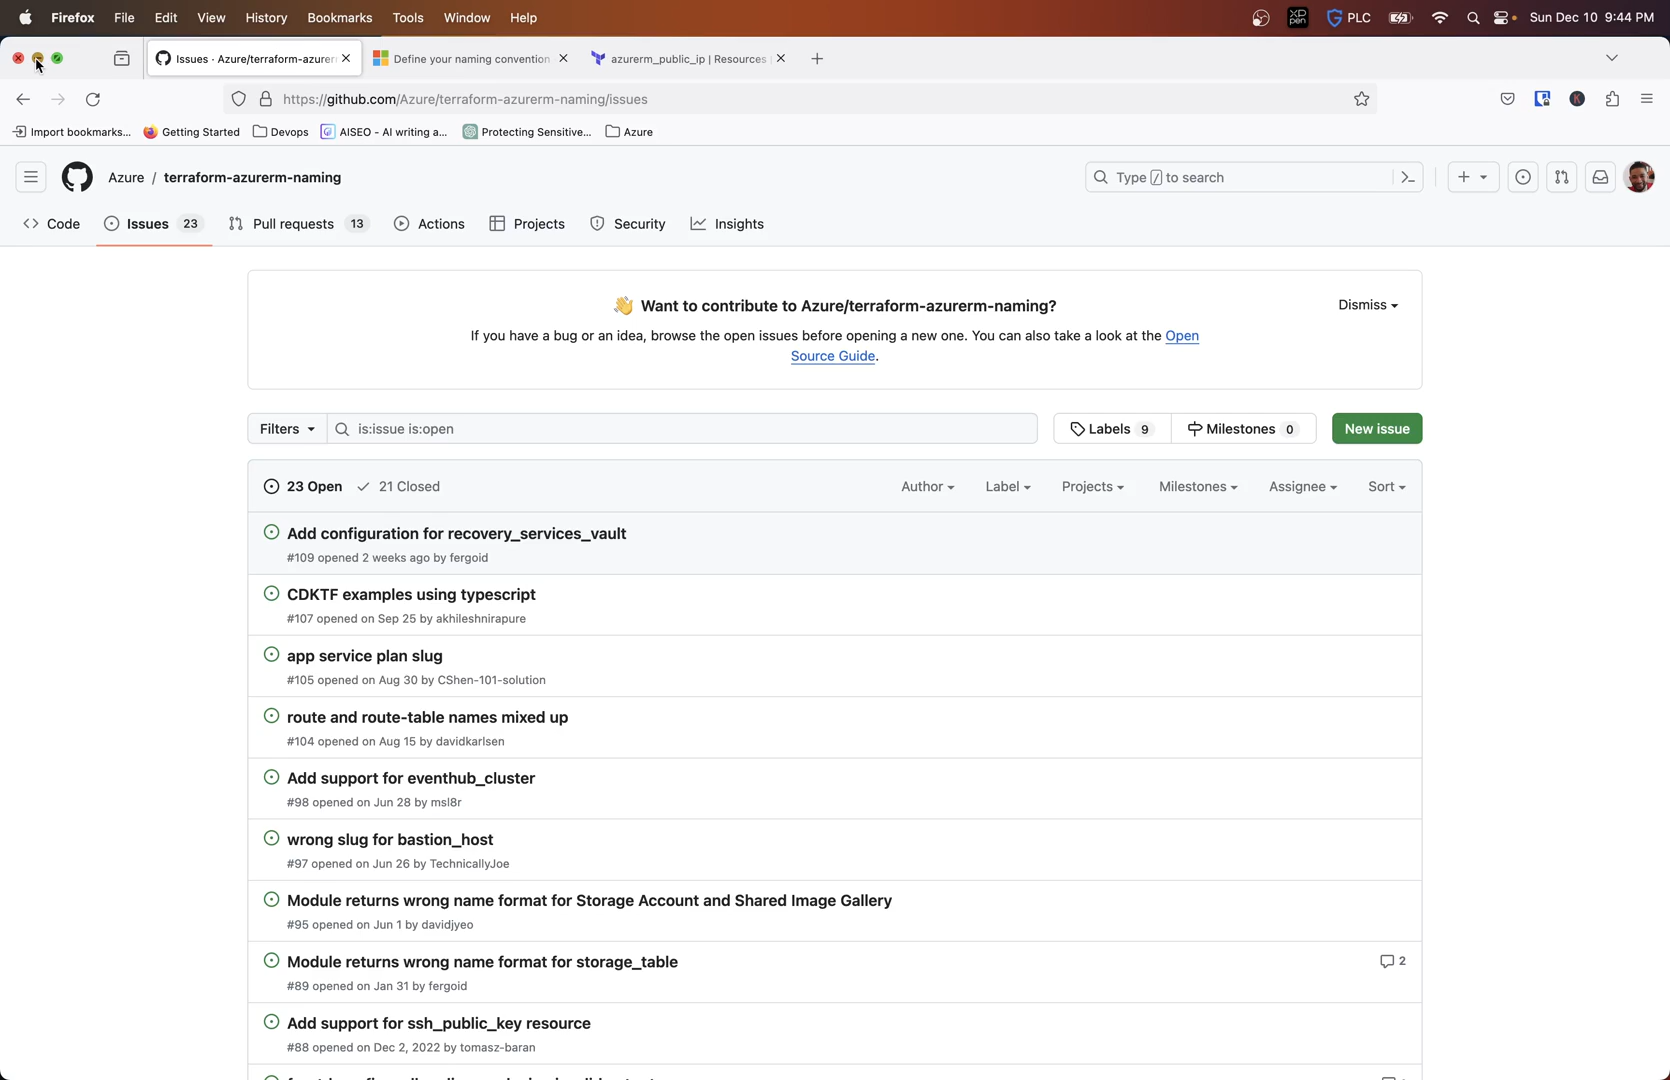 Firefox File Edit View History Bookmarks Tools Window Help
XP PEN PLC Sun Dec 10 9:44 PM
Issues · Azure/terraform-azurer
Define your naming convention
azurerm_public_ip | Resources
https://github.com/Azure/terraform-azurerm-naming/issues
Import bookmarks... Getting Started Devops AISEO - AI writing a... Protecting Sensitive... Azure
Azure / terraform-azurerm-naming
Type / to search
Code Issues 23 Pull requests 13 Actions Projects Security Insights
👋 Want to contribute to Azure/terraform-azurerm-naming?
Dismiss
If you have a bug or an idea, browse the open issues before opening a new one. You can also take a look at the Open
Source Guide.
Filters is:issue is:open Labels 9 Milestones 0 New issue
23 Open 21 Closed Author Label Projects Milestones Assignee Sort
Add configuration for recovery_services_vault
#109 opened 2 weeks ago by fergoid
CDKTF examples using typescript
#107 opened on Sep 25 by akhileshnirapure
app service plan slug
#105 opened on Aug 30 by CShen-101-solution
route and route-table names mixed up
#104 opened on Aug 15 by davidkarlsen
Add support for eventhub_cluster
#98 opened on Jun 28 by msl8r
wrong slug for bastion_host
#97 opened on Jun 26 by TechnicallyJoe
Module returns wrong name format for Storage Account and Shared Image Gallery
#95 opened on Jun 1 by davidjyeo
Module returns wrong name format for storage_table
2
#89 opened on Jan 31 by fergoid
Add support for ssh_public_key resource
#88 opened on Dec 2, 2022 by tomasz-baran